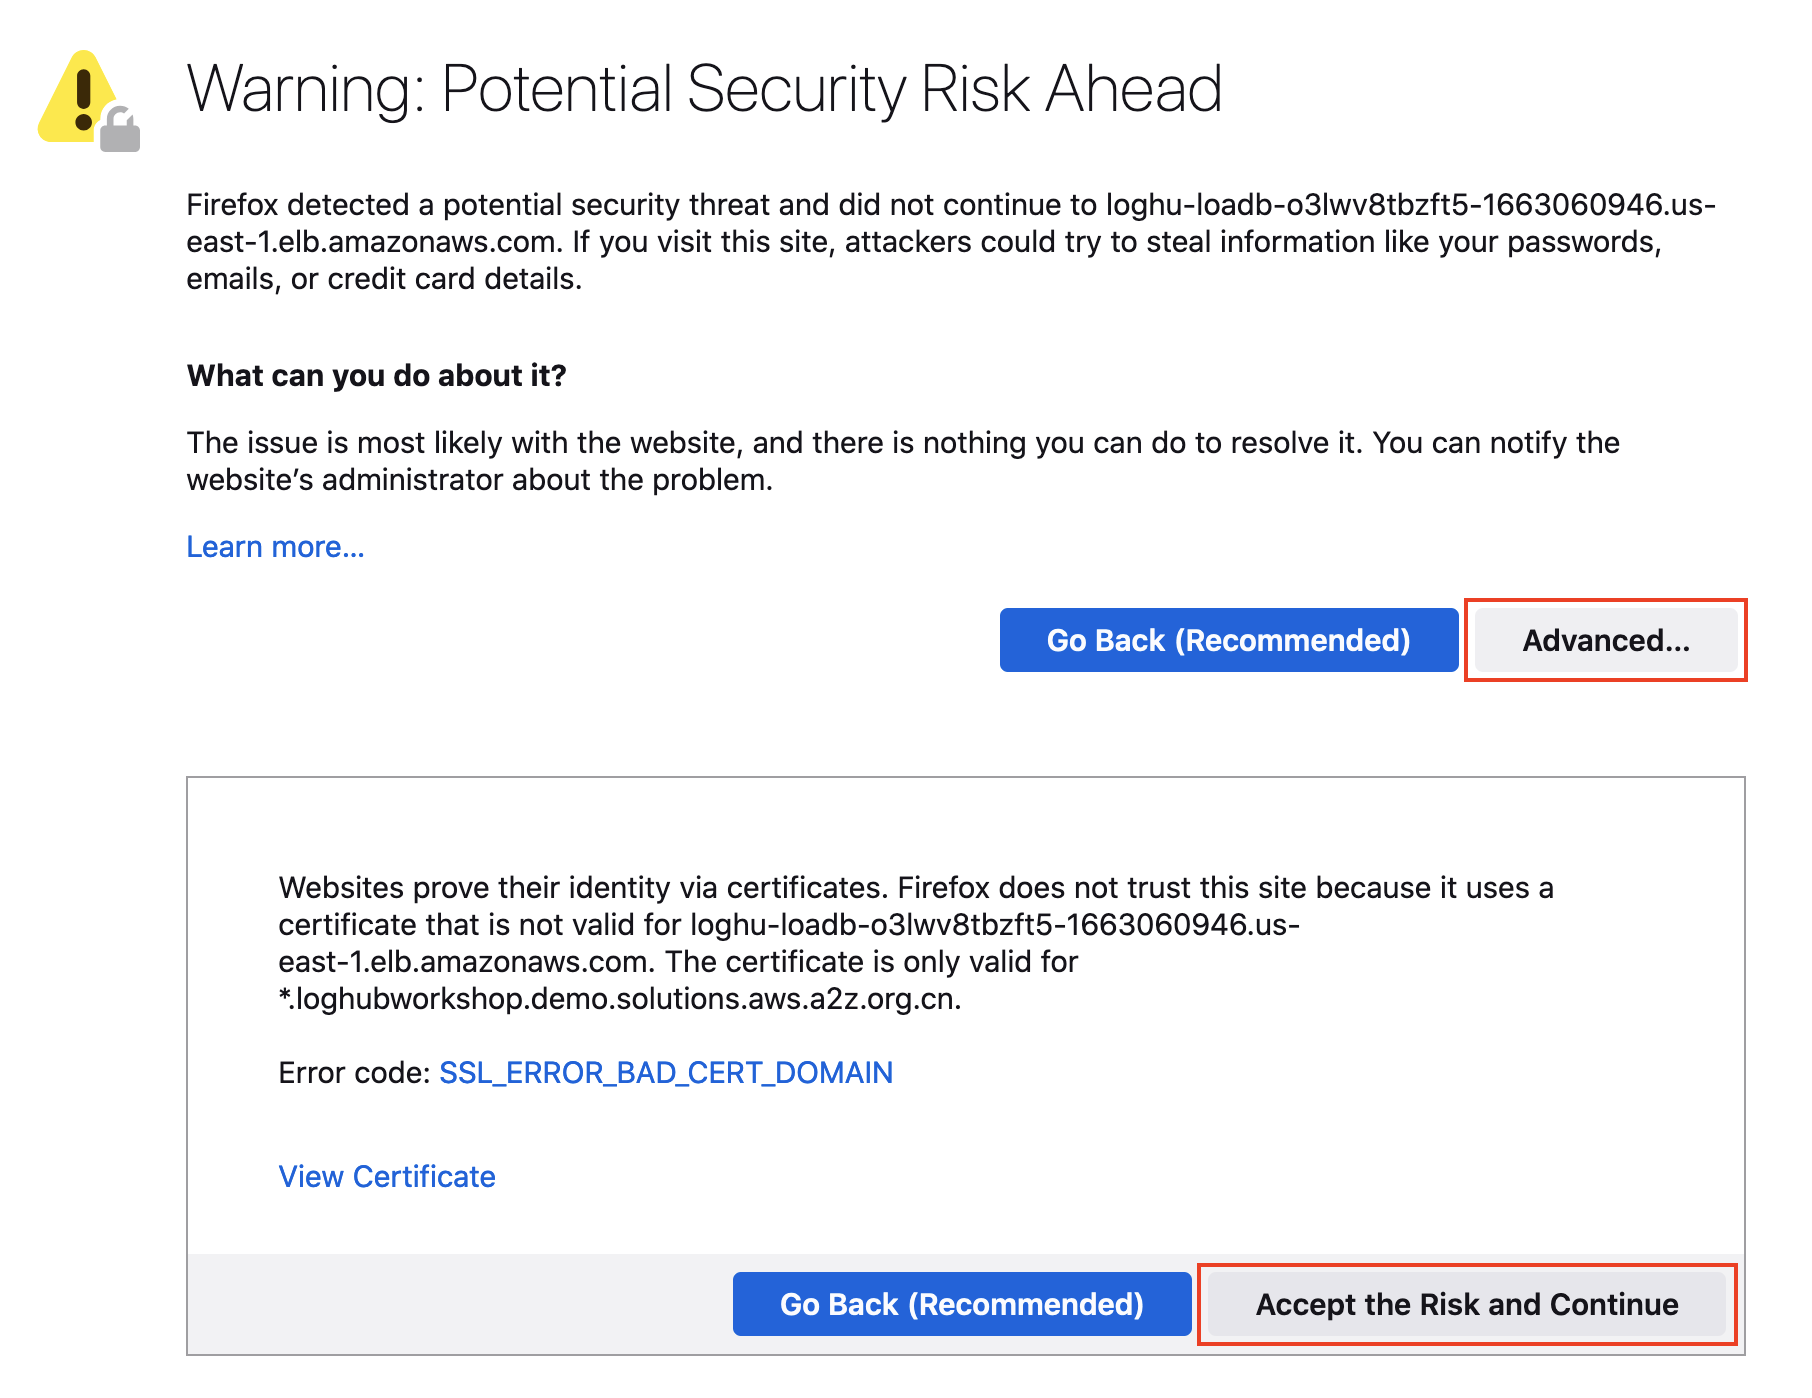 Warning: Potential Security Risk Ahead
Firefox detected a potential security threat and did not continue to loghu-loadb-o3lwv8tbzft5-1663060946.us-
east-1.elb.amazonaws.com. If you visit this site, attackers could try to steal information like your passwords,
emails, or credit card details.
What can you do about it?
The issue is most likely with the website, and there is nothing you can do to resolve it. You can notify the
website’s administrator about the problem.
Learn more…
Go Back (Recommended)
Advanced...
Websites prove their identity via certificates. Firefox does not trust this site because it uses a
certificate that is not valid for loghu-loadb-o3lwv8tbzft5-1663060946.us-
east-1.elb.amazonaws.com. The certificate is only valid for
*.loghubworkshop.demo.solutions.aws.a2z.org.cn.
Error code: SSL_ERROR_BAD_CERT_DOMAIN
View Certificate
Go Back (Recommended)
Accept the Risk and Continue